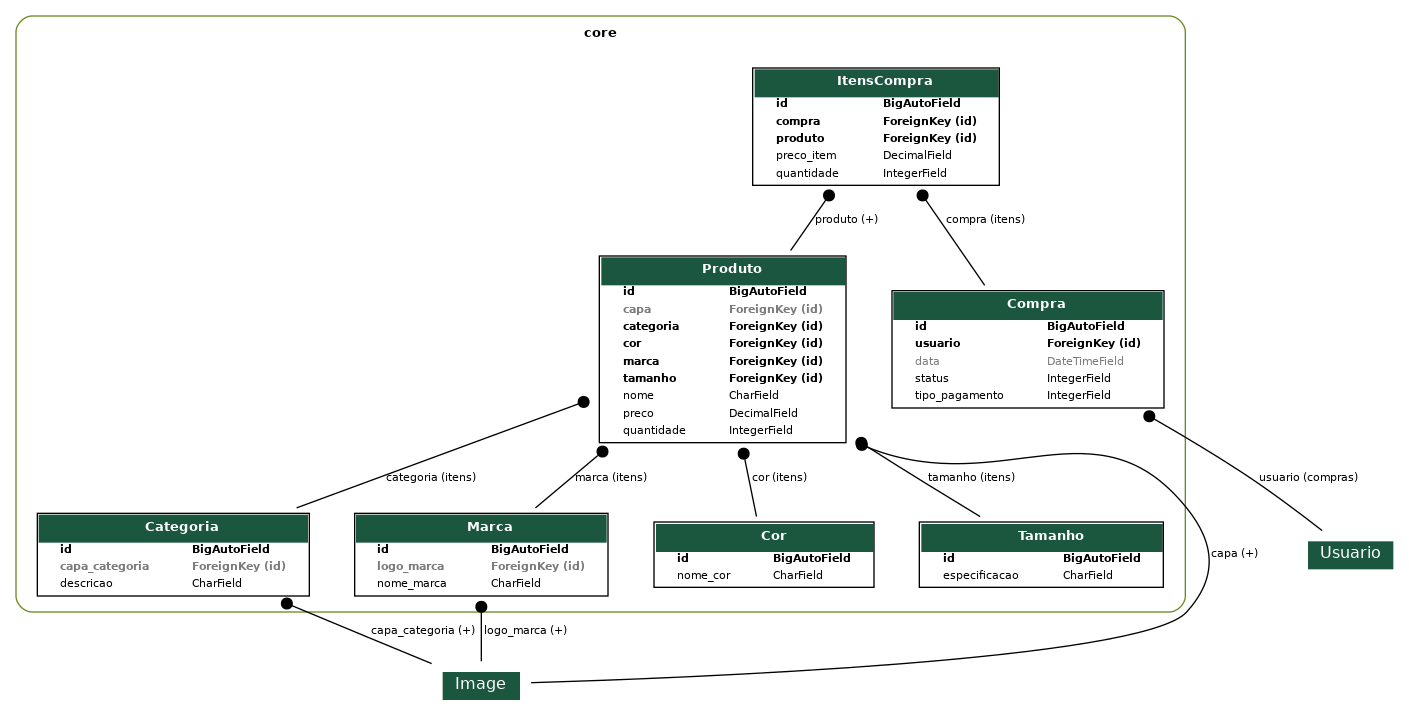 core
ItensCompra
id BigAutoField
compra ForeignKey (id)
produto ForeignKey (id)
preco_item DecimalField
quantidade IntegerField
produto (+)
compra (itens)
Produto
id BigAutoField
capa ForeignKey (id)
categoria ForeignKey (id)
cor ForeignKey (id)
marca ForeignKey (id)
tamanho ForeignKey (id)
nome CharField
preco DecimalField
quantidade IntegerField
Compra
id BigAutoField
usuario ForeignKey (id)
data DateTimeField
status IntegerField
tipo_pagamento IntegerField
categoria (itens)
marca (itens)
cor (itens)
tamanho (itens)
usuario (compras)
Categoria
id BigAutoField
capa_categoria ForeignKey (id)
descricao CharField
Marca
id BigAutoField
logo_marca ForeignKey (id)
nome_marca CharField
Cor
id BigAutoField
nome_cor CharField
Tamanho
id BigAutoField
especificacao CharField
capa (+)
Usuario
capa_categoria (+)
logo_marca (+)
Image